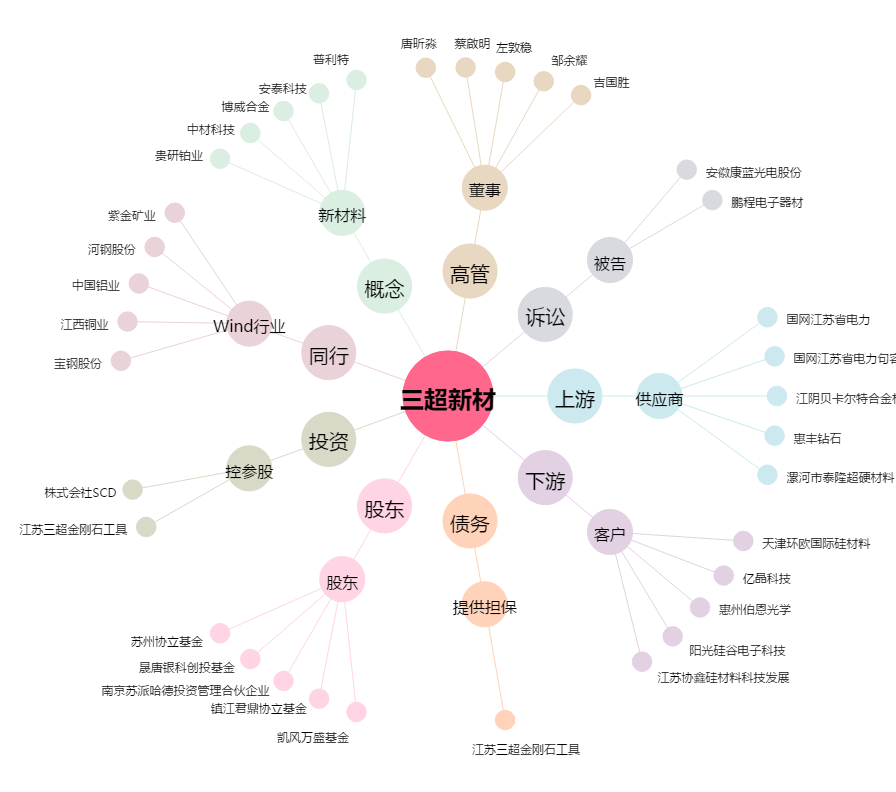 唐昕淼
蔡啟明
左敦稳
邹余耀
吉国胜
董事
高管
普利特
安泰科技
博威合金
中材科技
贵研铂业
新材料
概念
安徽康蓝光电股份
鹏程电子器材
被告
诉讼
紫金矿业
河钢股份
中国铝业
江西铜业
宝钢股份
Wind行业
同行
三超新材
上游
供应商
国网江苏省电力
国网江苏省电力句容
江阴贝卡尔特合金材
惠丰钻石
漯河市泰隆超硬材料
投资
控参股
株式会社SCD
江苏三超金刚石工具
下游
客户
天津环欧国际硅材料
亿晶科技
惠州伯恩光学
阳光硅谷电子科技
江苏协鑫硅材料科技发展
股东
股东
苏州协立基金
晟唐银科创投基金
南京苏派哈德投资管理合伙企业
镇江君鼎协立基金
凯风万盛基金
债务
提供担保
江苏三超金刚石工具